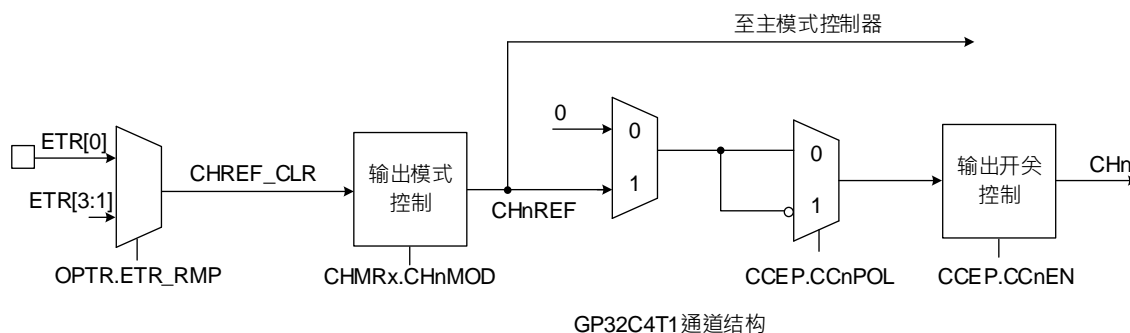 至主模式控制器
0
ETR[0]
ETR[3:1]
OPTR.ETR_RMP
CHREF_CLR
输出模式
控制
CHMRx.CHnMOD
CHnREF
0
1
0
1
CCEP.CCnPOL
输出开尖
控制
CCEP.CCnEN
CHn
GP32C4T1通道结构